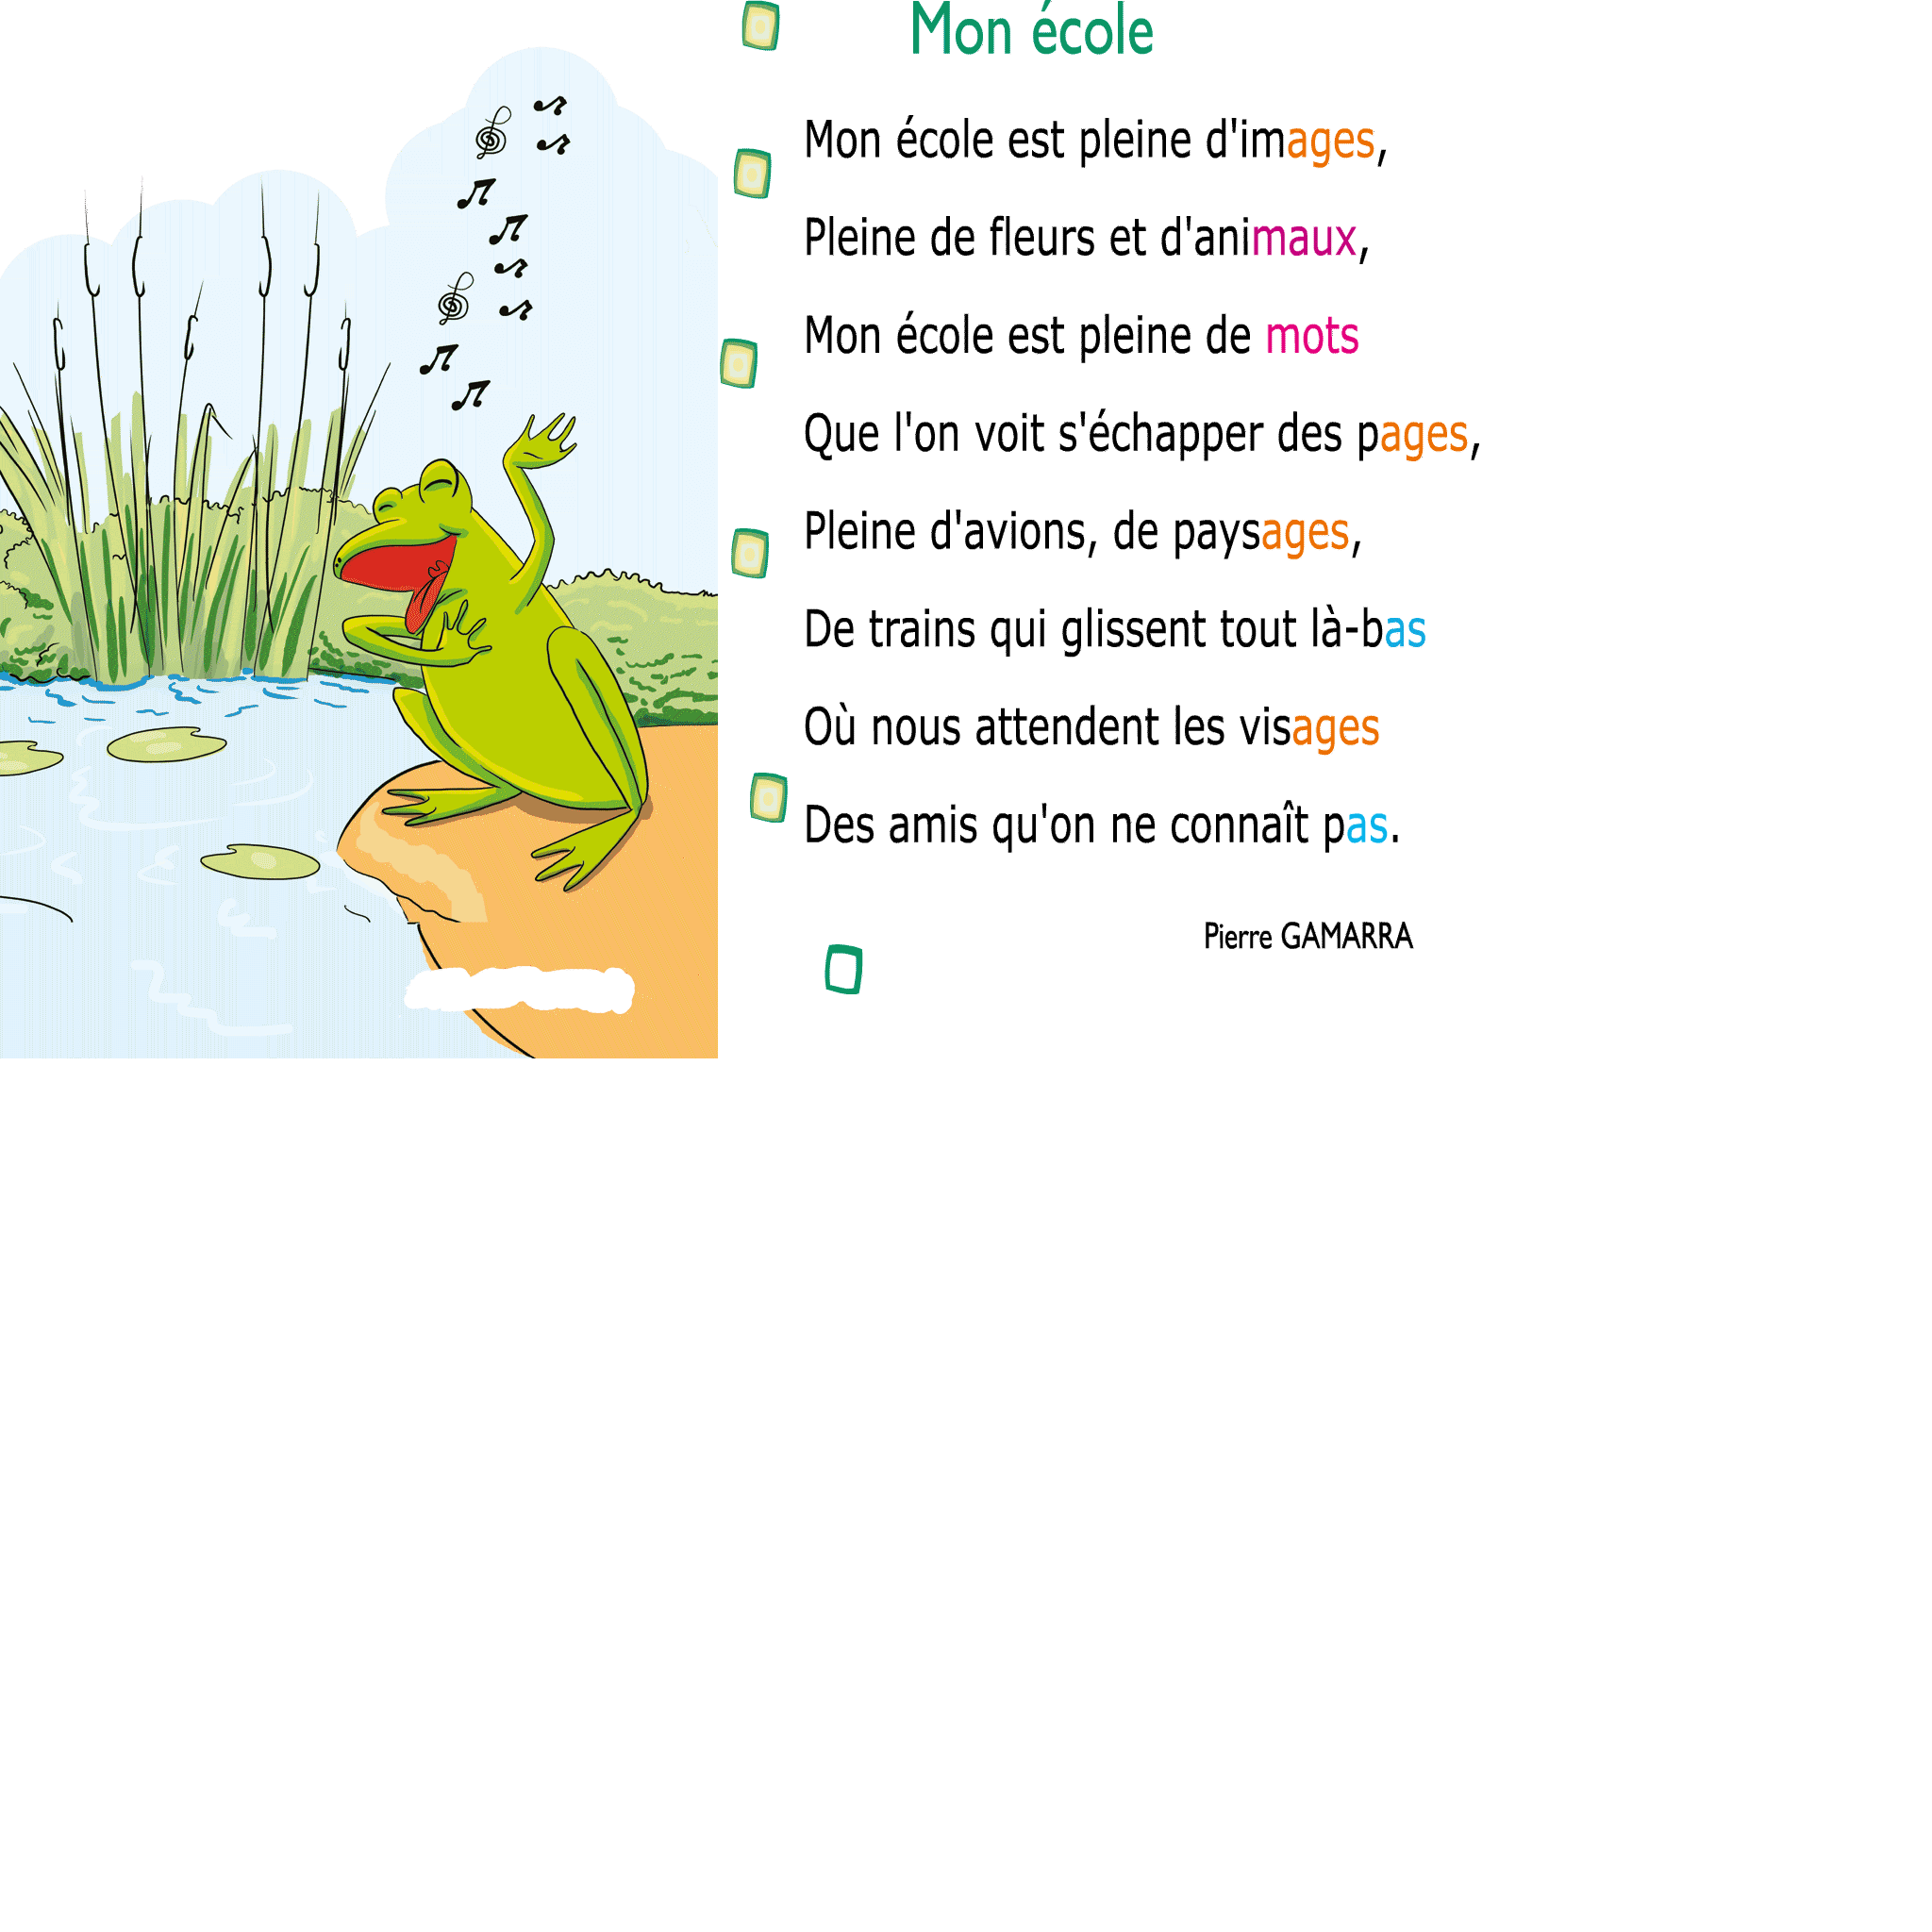 Mon école
Mon école est pleine d'images,
Pleine de fleurs et d'animaux,
Mon école est pleine de mots
Que l'on voit s'échapper des pages,
Pleine d'avions, de paysages,
De trains qui glissent tout là-bas
Où nous attendent les visages
Des amis qu'on ne connaît pas.
Pierre GAMARRA